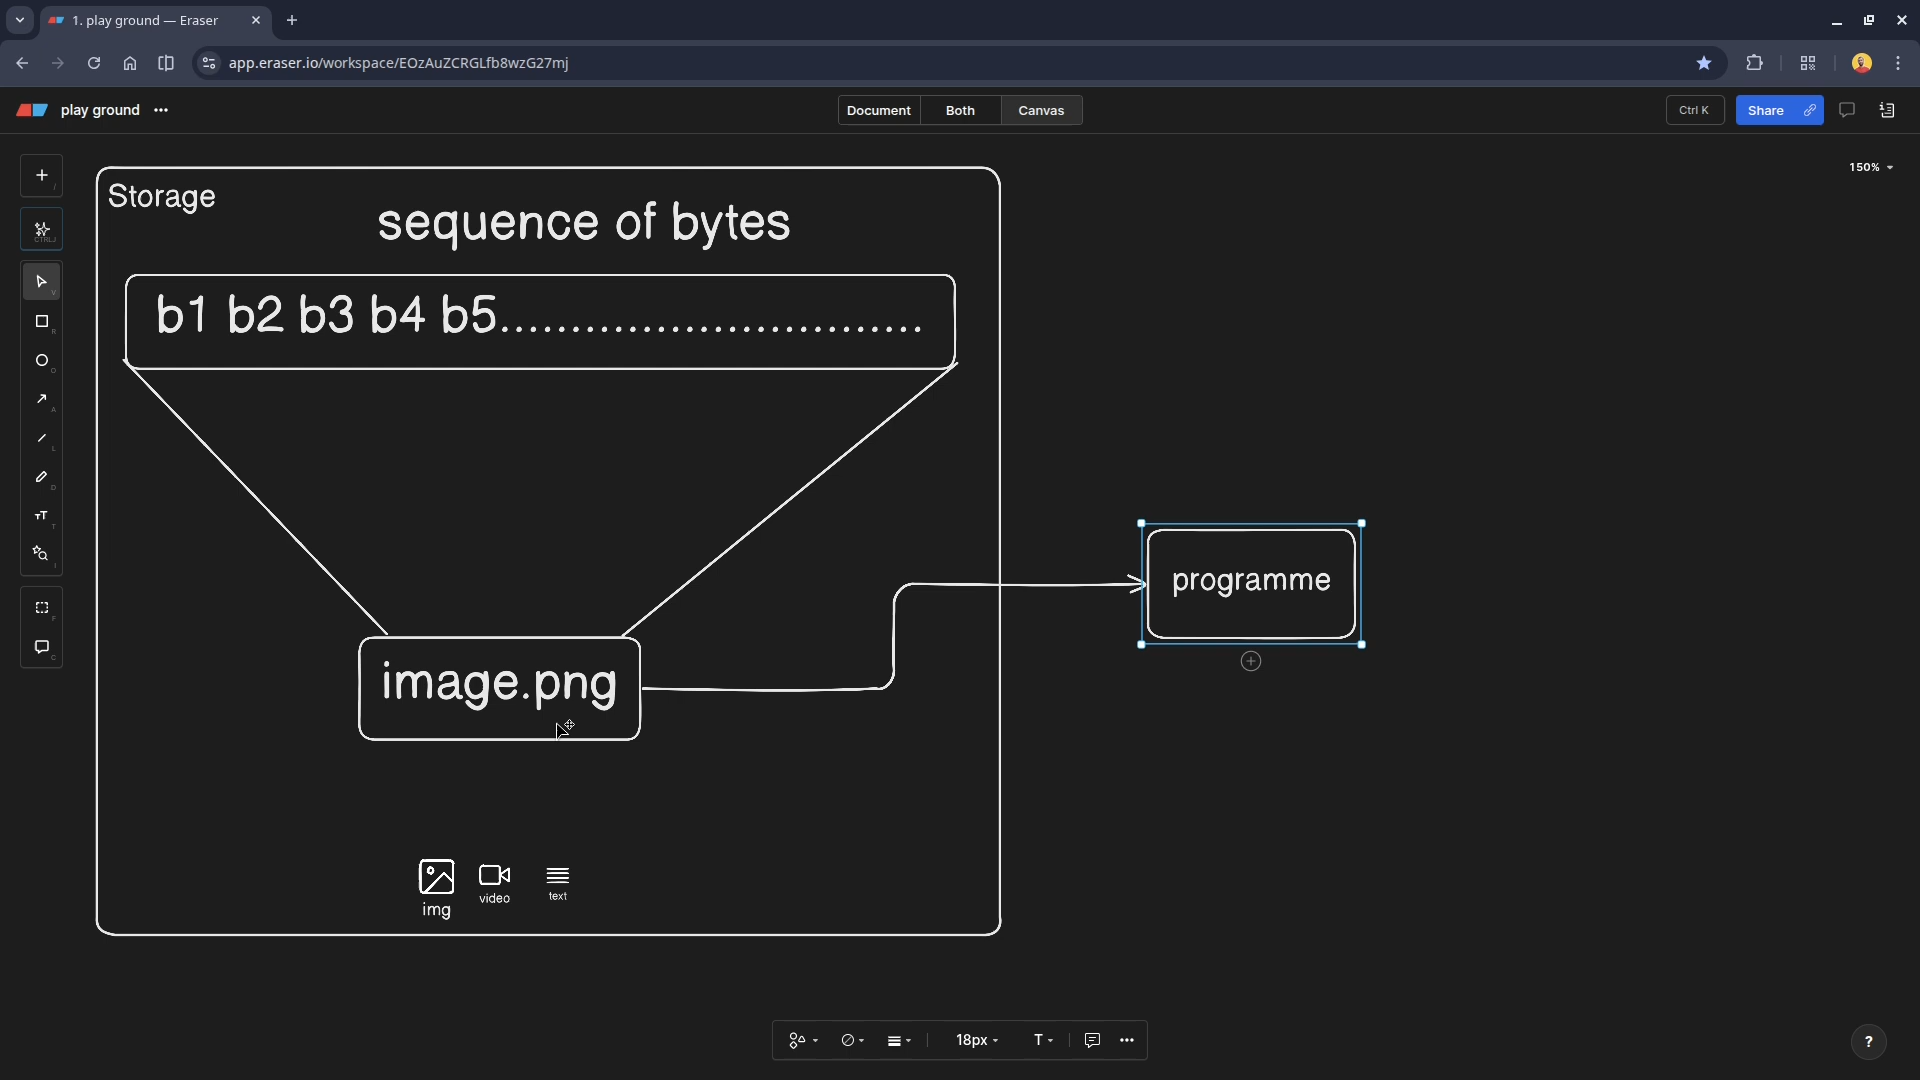 1. play ground — Eraser
app.eraser.io/workspace/EOzAuZCRGLfb8wzG27mj
play ground
Document
Both
Canvas
Ctrl K
Share
150%
/
CTRL J
V
R
O
A
L
D
T
I
F
C
Storage
sequence of bytes
b1 b2 b3 b4 b5..............................
image.png
programme
img
video
text
18px
T
?